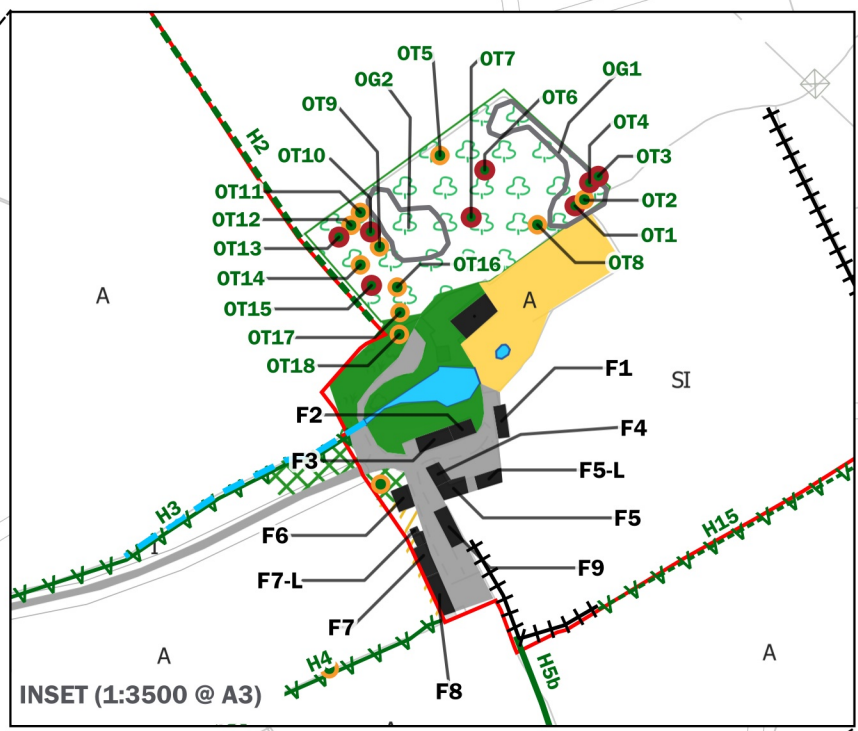 OT5
OT7
OG2
OG1
OT9
OT6
OT4
H2
OT10
OT3
OT11
OT2
OT12
OT1
OT13
OT16
OT8
OT14
A
A
OT15
OT17
OT18
F1
SI
F2
F4
F3
F5-L
H3
F5
H15
F6
F7-L
F9
F7
A
H4
H5b
A
INSET (1:3500 @ A3)
F8